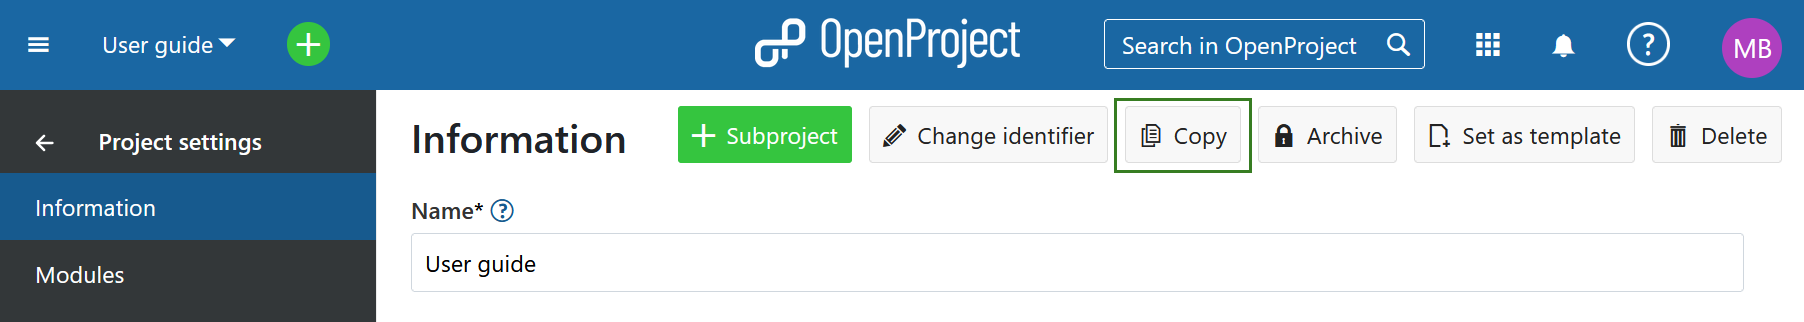 User guide
OpenProject
Search in OpenProject
?
MB
Project settings
Information
Modules
Information
Subproject
Change identifier
Copy
Archive
Set as template
Delete
Name* ?
User guide